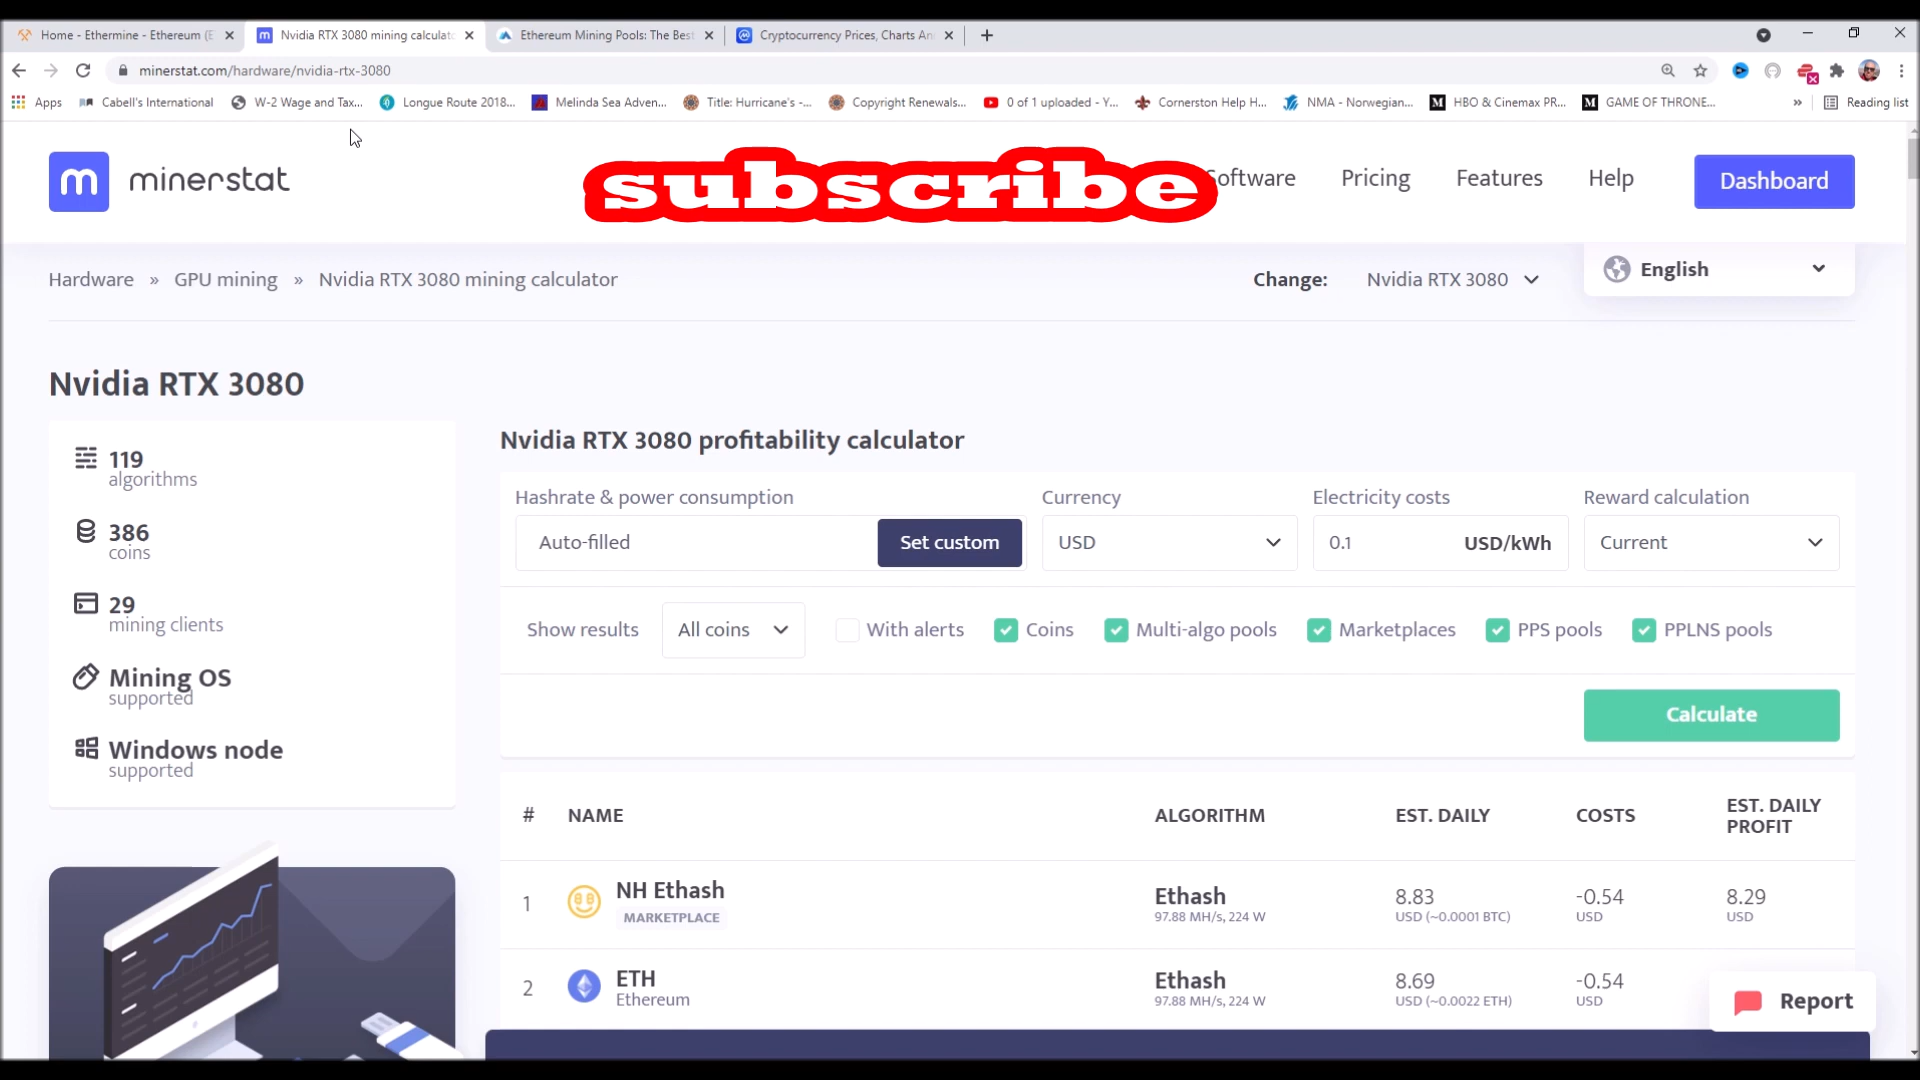 Home - Ethermine - Ethereum (E
Nvidia RTX 3080 mining calculato
Ethereum Mining Pools: The Best
Cryptocurrency Prices, Charts An
minerstat.com/hardware/nvidia-rtx-3080
Apps
Cabell's International
W-2 Wage and Tax...
Longue Route 2018...
Melinda Sea Adven...
Title: Hurricane's -...
Copyright Renewals...
0 of 1 uploaded - Y...
Cornerston Help H...
NMA - Norwegian...
M HBO & Cinemax PR...
M GAME OF THRONE...
»
Reading list
m minerstat
subscribe
Software
Pricing
Features
Help
Dashboard
Hardware » GPU mining » Nvidia RTX 3080 mining calculator
Change: Nvidia RTX 3080
English
Nvidia RTX 3080
119
algorithms
386
coins
29
mining clients
Mining OS
supported
Windows node
supported
Nvidia RTX 3080 profitability calculator
Hashrate & power consumption
Currency
Electricity costs
Reward calculation
Auto-filled
Set custom
USD
0.1 USD/kWh
Current
Show results
All coins
With alerts
Coins
Multi-algo pools
Marketplaces
PPS pools
PPLNS pools
Calculate
# NAME ALGORITHM EST. DAILY COSTS EST. DAILY
PROFIT
1 NH Ethash Ethash 8.83 -0.54 8.29
MARKETPLACE 97.88 MH/s, 224 W USD (~0.0001 BTC) USD USD
2 ETH Ethash 8.69 -0.54
Ethereum 97.88 MH/s, 224 W USD (~0.0022 ETH) USD
Report